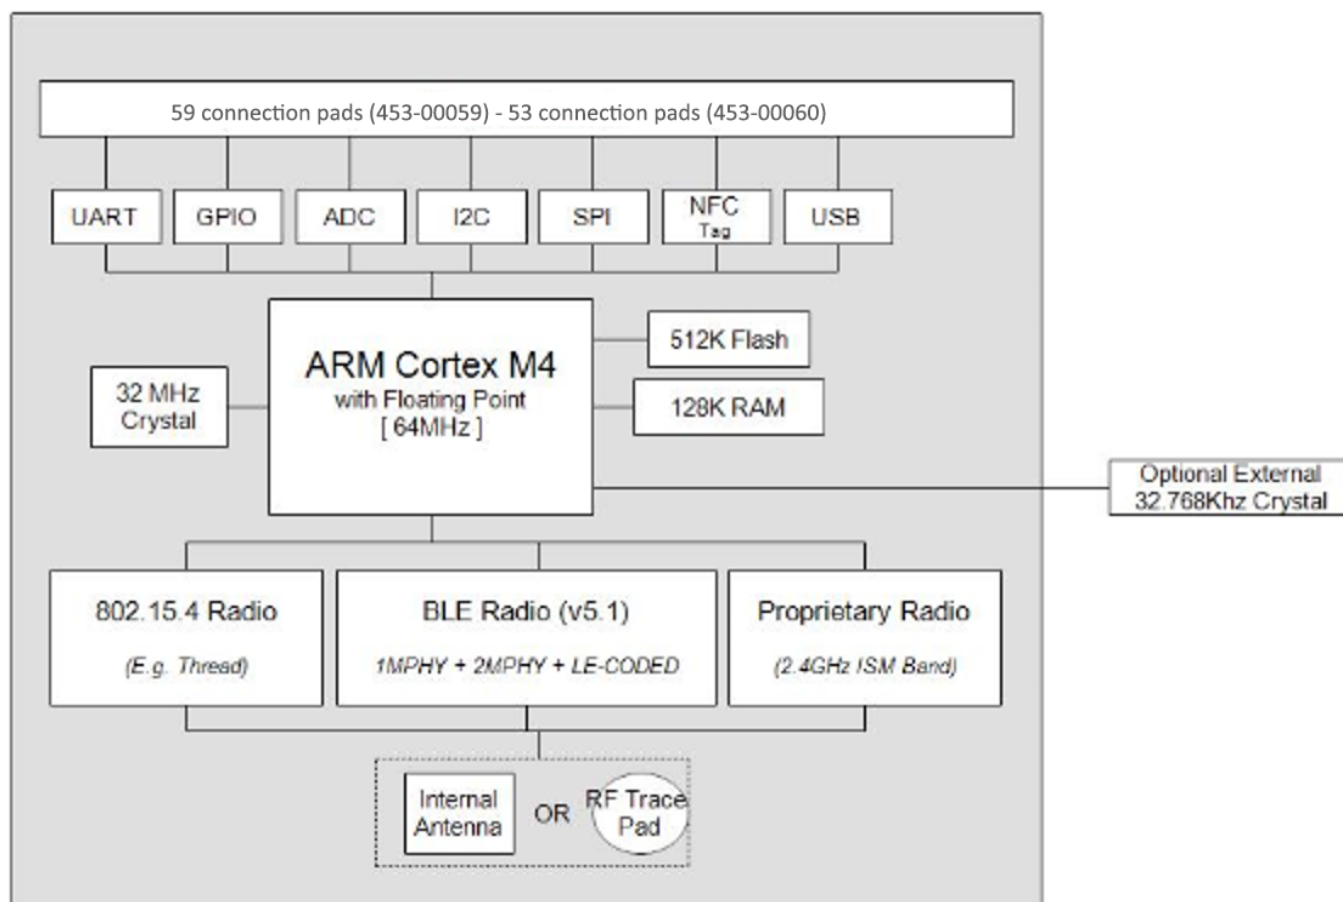 59 connection pads (453-00059) - 53 connection pads (453-00060)
UART
GPIO
ADC
I2C
SPI
NFC
Tag
USB
ARM Cortex M4
with Floating Point
[ 64MHz ]
512K Flash
128K RAM
32 MHz
Crystal
Optional External
32.768Khz Crystal
802.15.4 Radio
(E.g. Thread)
BLE Radio (v5.1)
1MPHY + 2MPHY + LE-CODED
Proprietary Radio
(2.4GHz ISM Band)
Internal
Antenna
OR
RF Trace
Pad